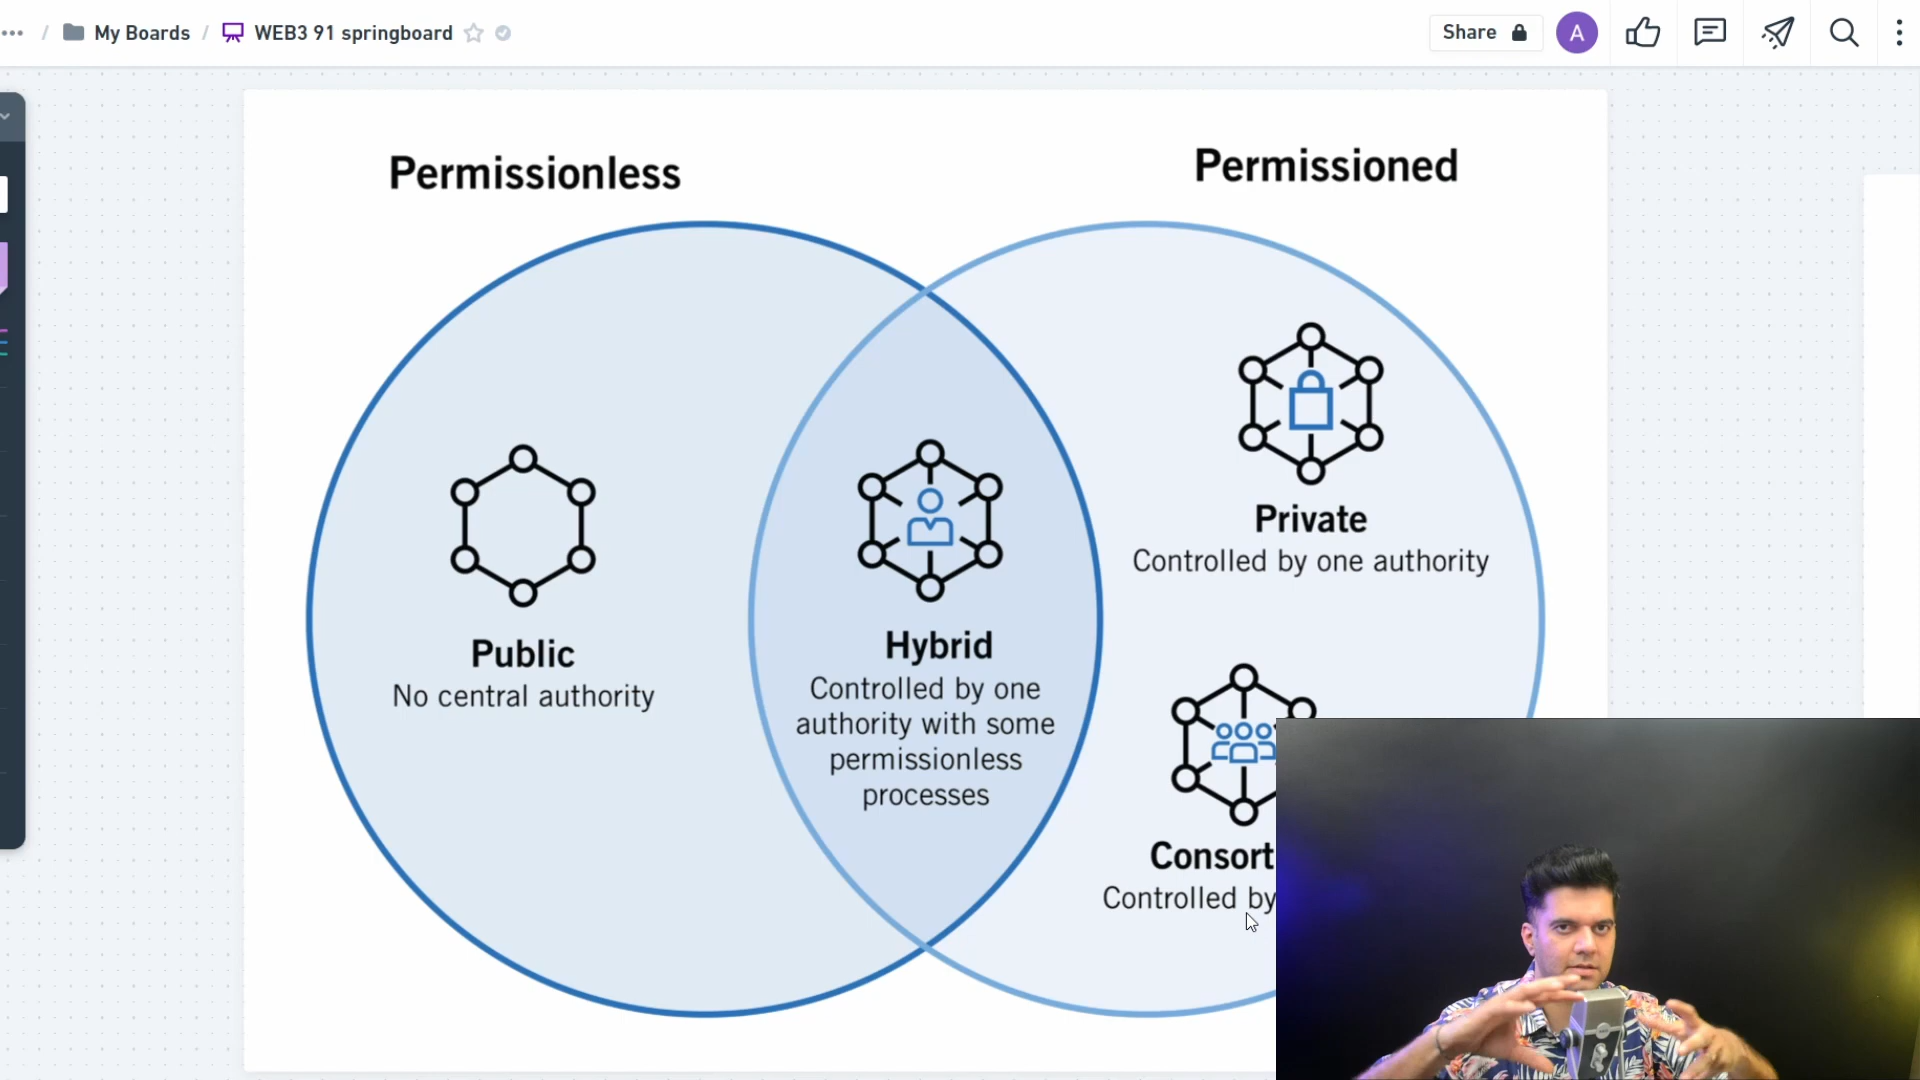 My Boards / WEB3 91 springboard
Share
A
Permissionless
Permissioned
Private
Controlled by one authority
Public
No central authority
Hybrid
Controlled by one
authority with some
permissionless
processes
Consort
Controlled by